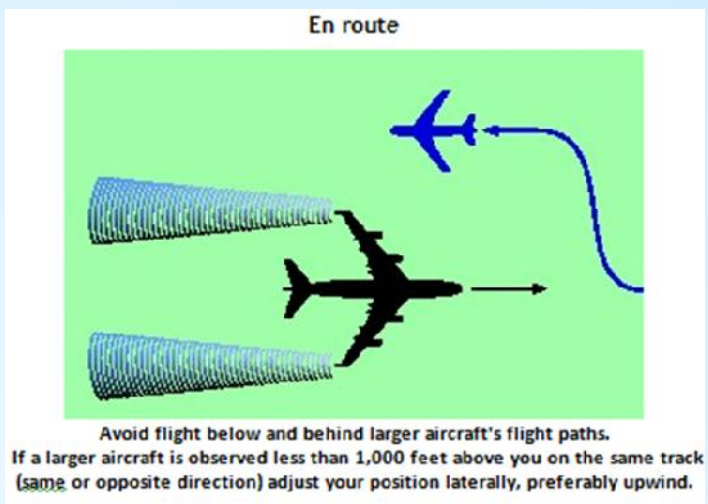 En route
Avoid flight below and behind larger aircraft's flight paths.
If a larger aircraft is observed less than 1,000 feet above you on the same track
(same or opposite direction) adjust your position laterally, preferably upwind.